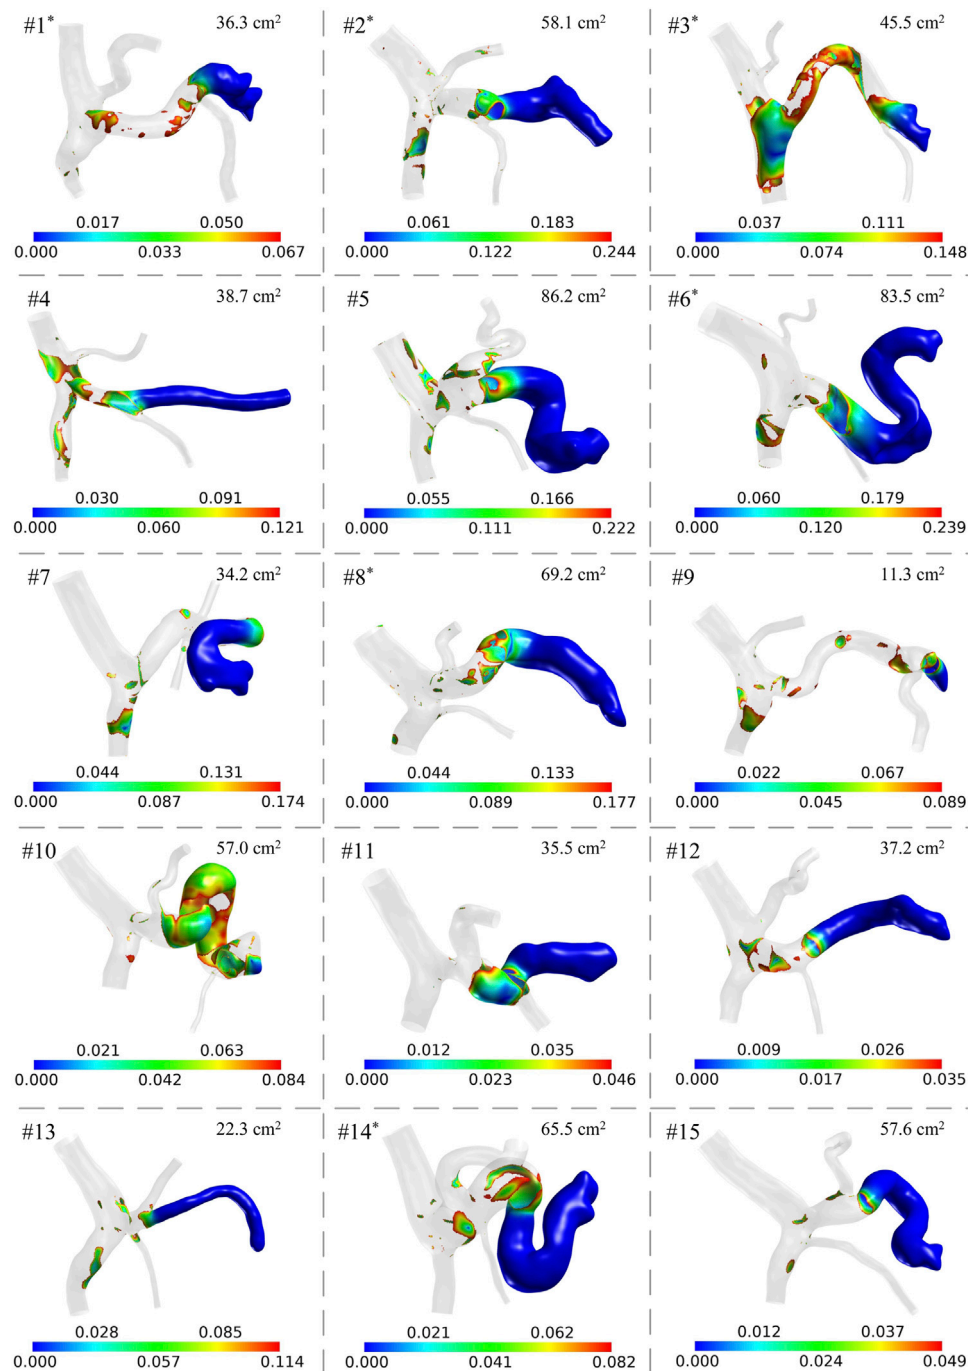 #1* 36.3 cm²
#2* 58.1 cm²
#3* 45.5 cm²
0.017 0.050
0.000 0.033 0.067
0.061 0.183
0.000 0.122 0.244
0.037 0.111
0.000 0.074 0.148
#4 38.7 cm²
#5 86.2 cm²
#6* 83.5 cm²
0.030 0.091
0.000 0.060 0.121
0.055 0.166
0.000 0.111 0.222
0.060 0.179
0.000 0.120 0.239
#7 34.2 cm²
#8* 69.2 cm²
#9 11.3 cm²
0.044 0.131
0.000 0.087 0.174
0.044 0.133
0.000 0.089 0.177
0.022 0.067
0.000 0.045 0.089
#10 57.0 cm²
#11 35.5 cm²
#12 37.2 cm²
0.021 0.063
0.000 0.042 0.084
0.012 0.035
0.000 0.023 0.046
0.009 0.026
0.000 0.017 0.035
#13 22.3 cm²
#14* 65.5 cm²
#15 57.6 cm²
0.028 0.085
0.000 0.057 0.114
0.021 0.062
0.000 0.041 0.082
0.012 0.037
0.000 0.024 0.049